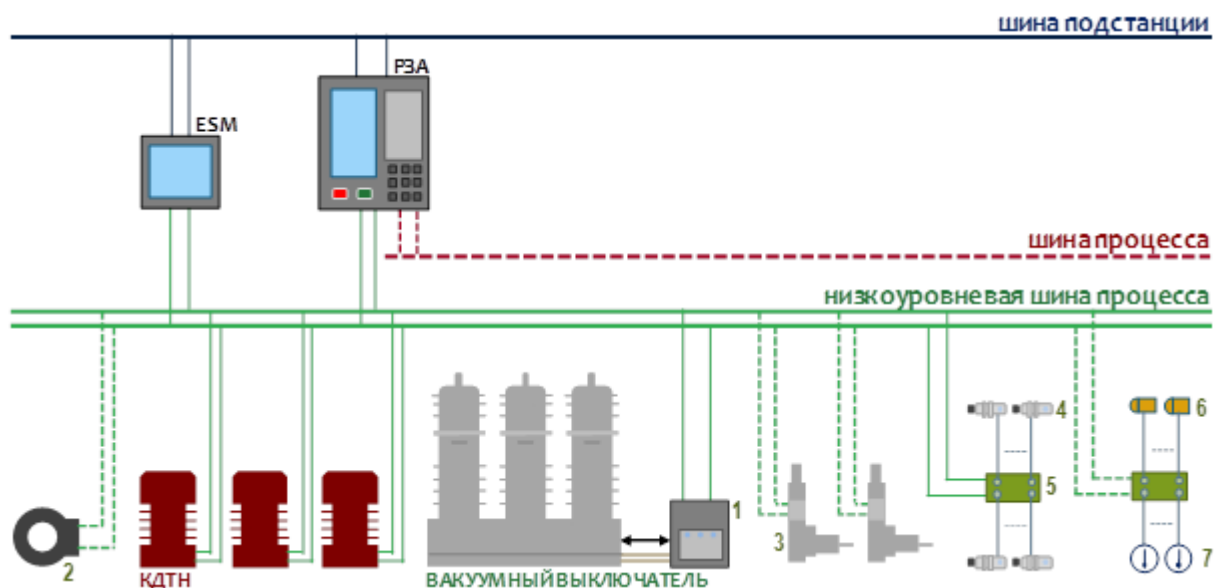 шина подстанции
РЗА
ESM
шина процесса
низкоуровневая шина процесса
4
6
5
1
3
2
7
КДТН
ВАКУУМНЫЙ ВЫКЛЮЧАТЕЛЬ